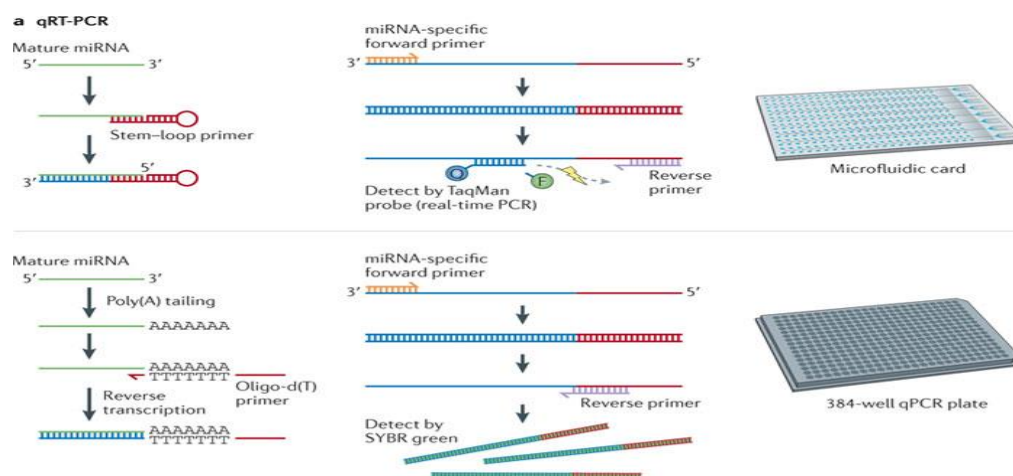 a qRT-PCR
Mature miRNA
5′ 3′
Stem–loop primer
5′
3′
miRNA-specific
forward primer
3′ 5′
Q
F
Detect by TaqMan
probe (real-time PCR)
Reverse
primer
Microfluidic card
Mature miRNA
5′ 3′
Poly(A) tailing
AAAAAAA
AAAAAAA
TTTTTTT
Oligo-d(T)
primer
Reverse
transcription
AAAAAAA
TTTTTTT
miRNA-specific
forward primer
3′ 5′
Reverse primer
Detect by
SYBR green
384-well qPCR plate